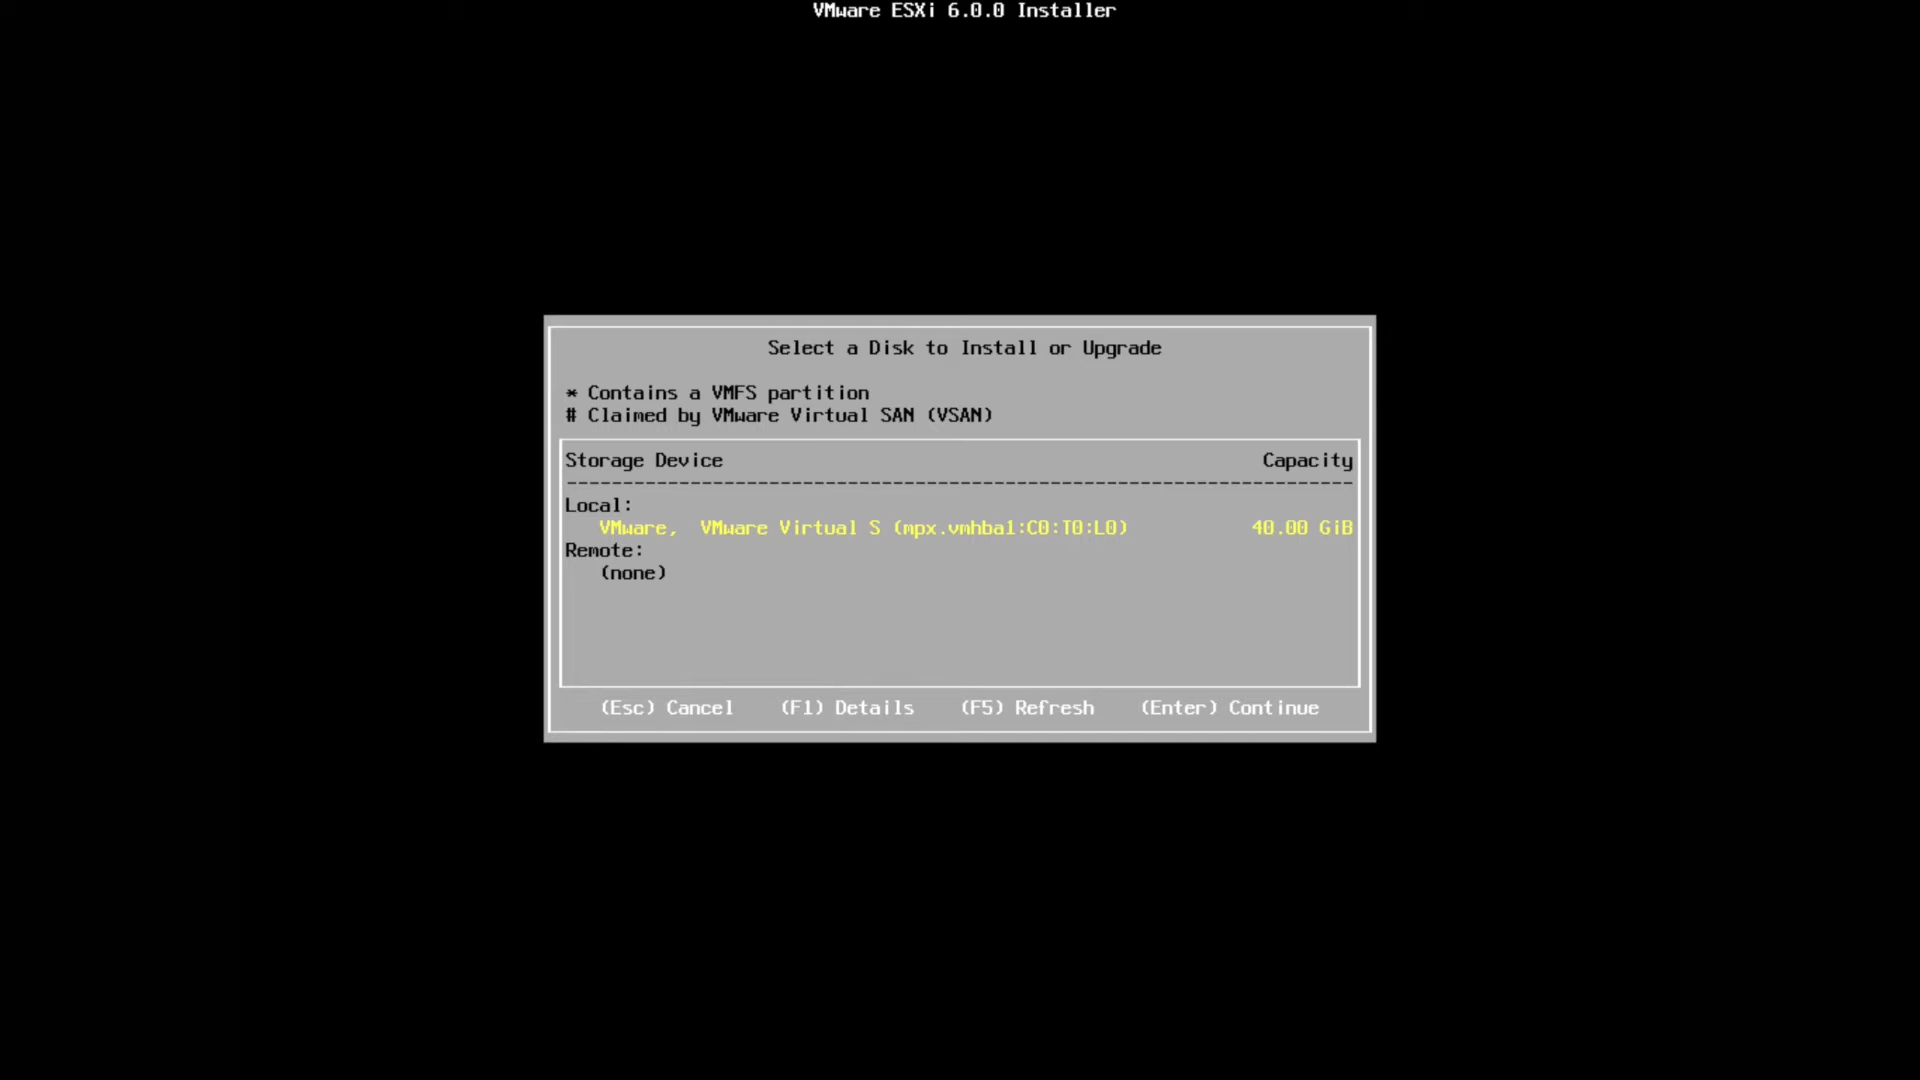 VMware ESXi 6.0.0 Installer
Select a Disk to Install or Upgrade
* Contains a VMFS partition
# Claimed by VMware Virtual SAN (VSAN)
Storage Device Capacity
--------------------------------------------------------------------------------
Local:
VMware, VMware Virtual S (mpx.vmhba1:C0:T0:L0) 40.00 GiB
Remote:
(none)
(Esc) Cancel (F1) Details (F5) Refresh (Enter) Continue